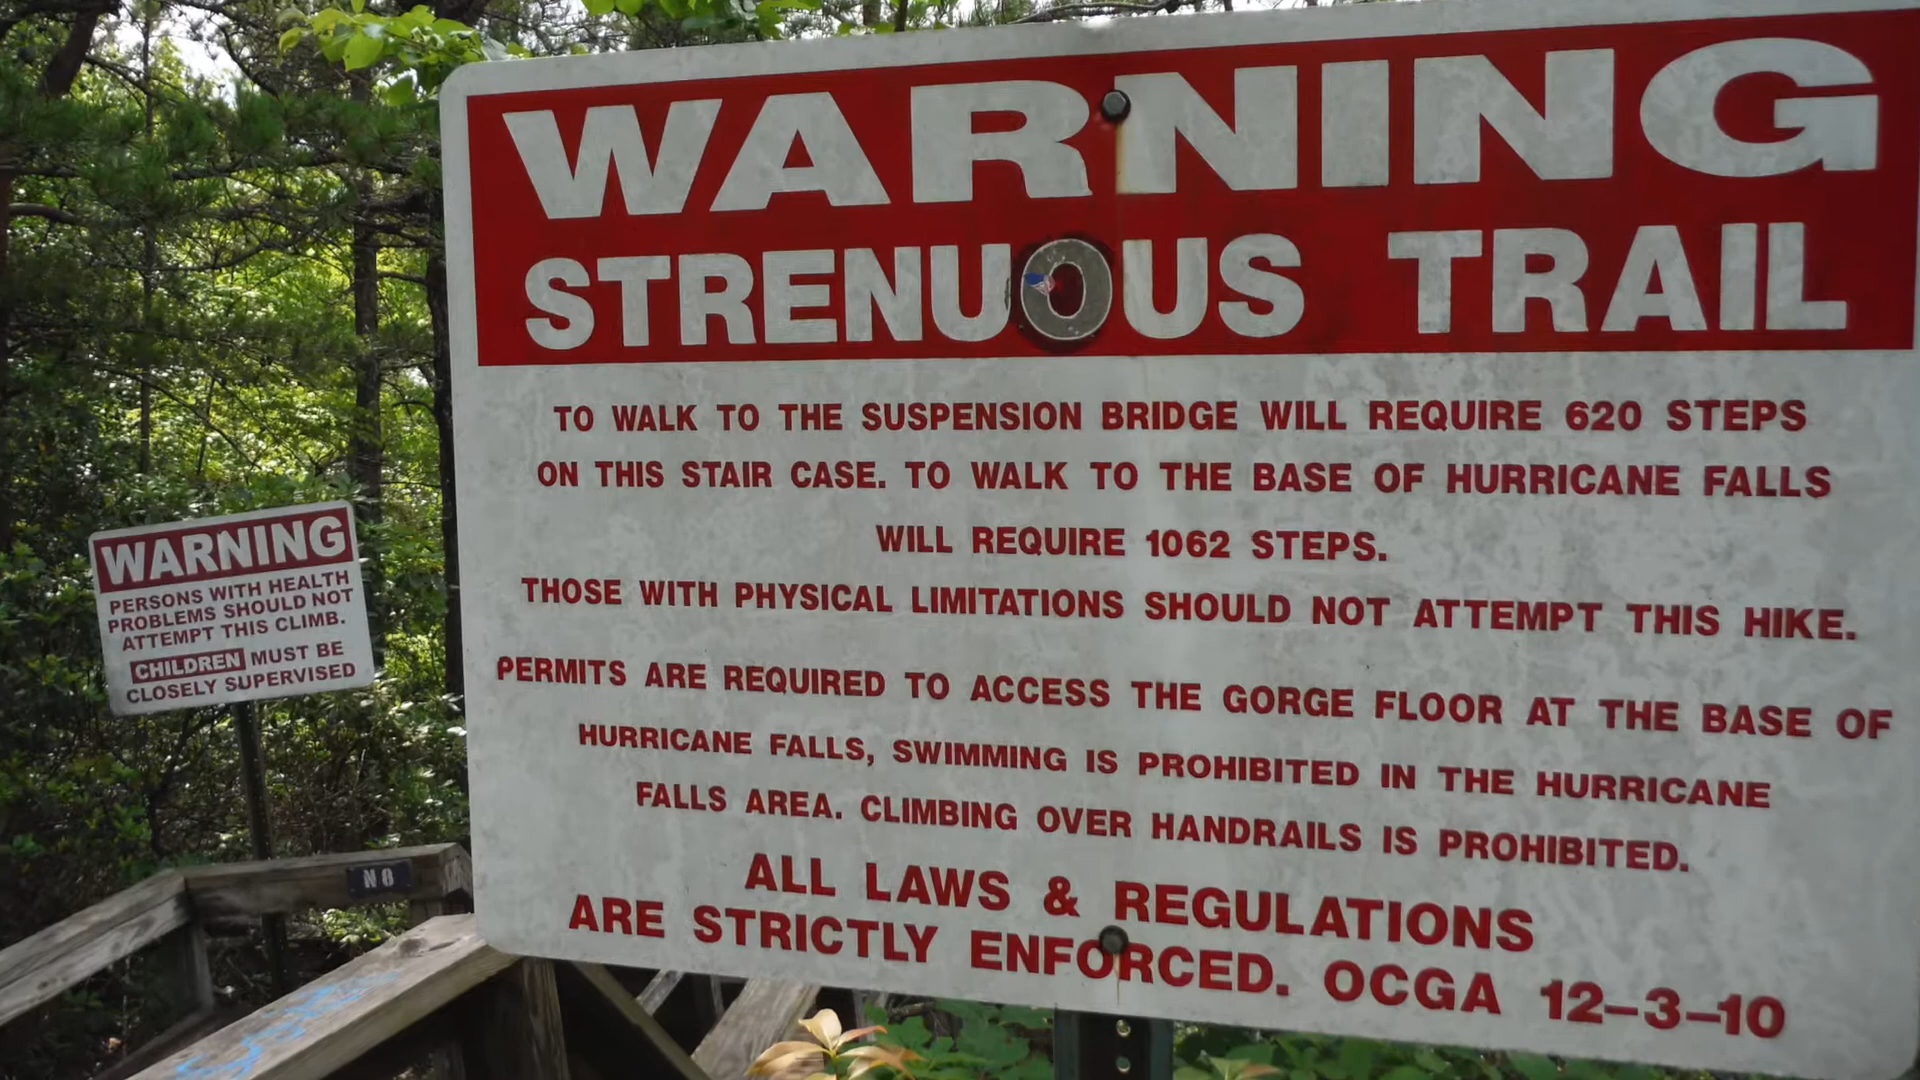 WARNING
STRENUOUS TRAIL
TO WALK TO THE SUSPENSION BRIDGE WILL REQUIRE 620 STEPS
ON THIS STAIR CASE. TO WALK TO THE BASE OF HURRICANE FALLS
WILL REQUIRE 1062 STEPS.
THOSE WITH PHYSICAL LIMITATIONS SHOULD NOT ATTEMPT THIS HIKE.
PERMITS ARE REQUIRED TO ACCESS THE GORGE FLOOR AT THE BASE OF
HURRICANE FALLS, SWIMMING IS PROHIBITED IN THE HURRICANE
FALLS AREA. CLIMBING OVER HANDRAILS IS PROHIBITED.
ALL LAWS & REGULATIONS
ARE STRICTLY ENFORCED. OCGA 12-3-10
WARNING
PERSONS WITH HEALTH
PROBLEMS SHOULD NOT
ATTEMPT THIS CLIMB.
CHILDREN MUST BE
CLOSELY SUPERVISED